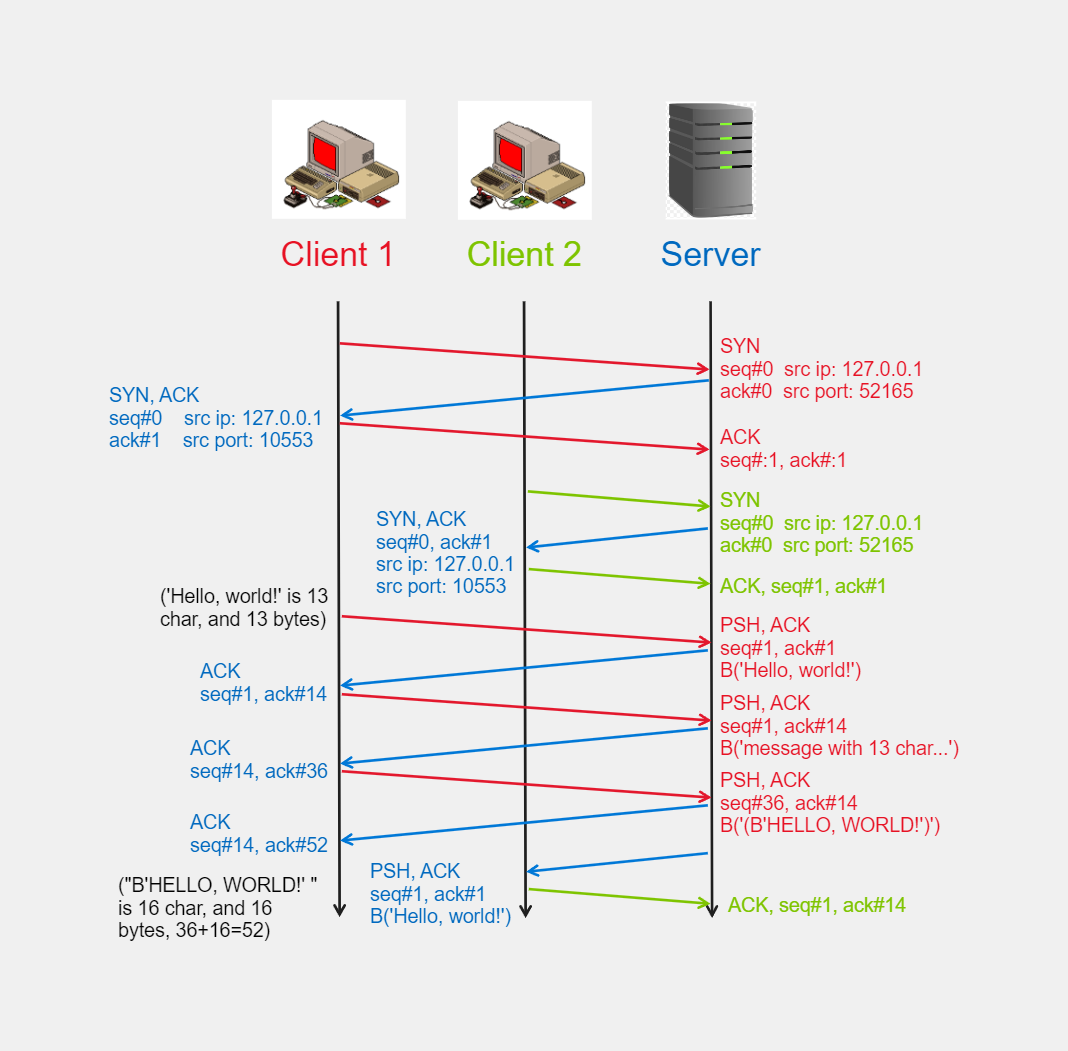 Client 1
Client 2
Server
SYN
seq#0  src ip: 127.0.0.1
ack#0  src port: 52165
SYN, ACK
seq#0    src ip: 127.0.0.1
ack#1    src port: 10553
ACK
seq#:1, ack#:1
SYN
seq#0  src ip: 127.0.0.1
ack#0  src port: 52165
SYN, ACK
seq#0, ack#1
src ip: 127.0.0.1
src port: 10553
ACK, seq#1, ack#1
('Hello, world!' is 13
char, and 13 bytes)
PSH, ACK
seq#1, ack#1
B('Hello, world!')
ACK
seq#1, ack#14
PSH, ACK
seq#1, ack#14
B('message with 13 char...')
ACK
seq#14, ack#36
PSH, ACK
seq#36, ack#14
B('(B'HELLO, WORLD!')')
ACK
seq#14, ack#52
PSH, ACK
seq#1, ack#1
B('Hello, world!')
("B'HELLO, WORLD!' "
is 16 char, and 16
bytes, 36+16=52)
ACK, seq#1, ack#14